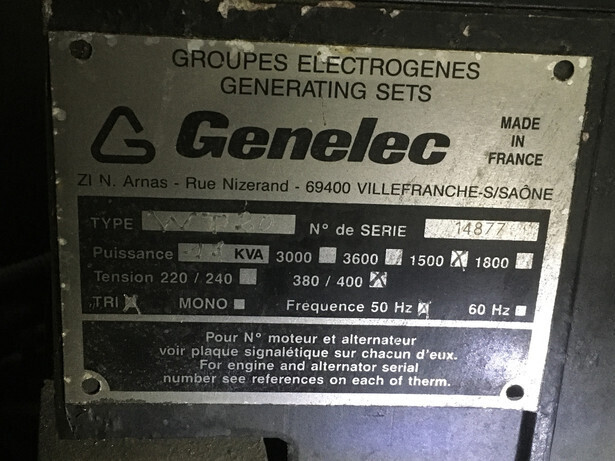 GROUPES ELECTROGENES
GENERATING SETS
Genelec
MADE
IN
FRANCE
ZI N. Arnas - Rue Nizerand - 69400 VILLEFRANCHE-S/SAÔNE
TYPE N° de SERIE 14877
Puissance KVA 3000 3600 1500 1800
Tension 220 / 240 380 / 400
TRI MONO Fréquence 50 Hz 60 Hz
Pour N° moteur et alternateur
voir plaque signalétique sur chacun d'eux.
For engine and alternator serial
number see references on each of therm.